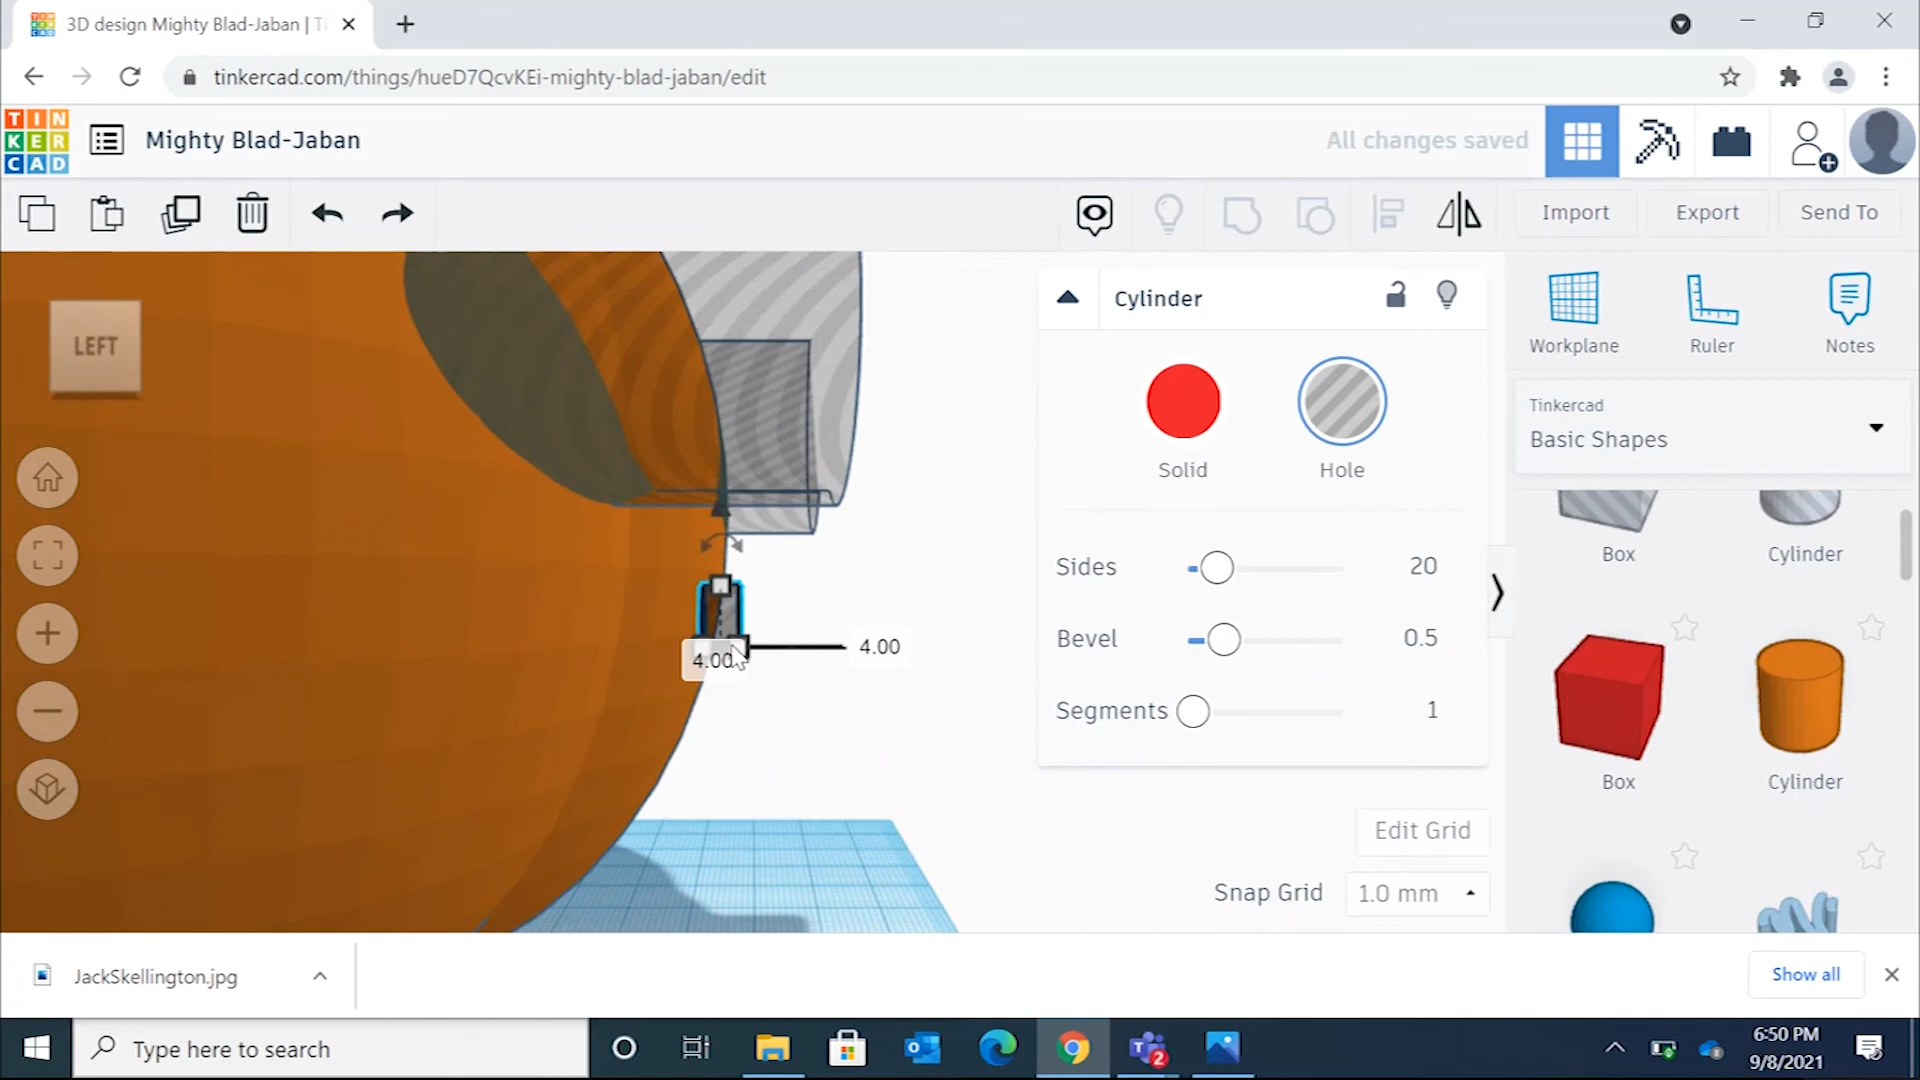 3D design Mighty Blad-Jaban | Ti
tinkercad.com/things/hueD7QcvKEi-mighty-blad-jaban/edit
TIN
KER
CAD
Mighty Blad-Jaban
All changes saved
Import
Export
Send To
LEFT
Cylinder
Solid
Hole
Sides
20
Bevel
0.5
Segments
1
4.00
4.00
Workplane
Ruler
Notes
Tinkercad
Basic Shapes
Box
Cylinder
Box
Cylinder
Edit Grid
Snap Grid
1.0 mm
JackSkellington.jpg
Show all
Type here to search
2
6:50 PM
9/8/2021